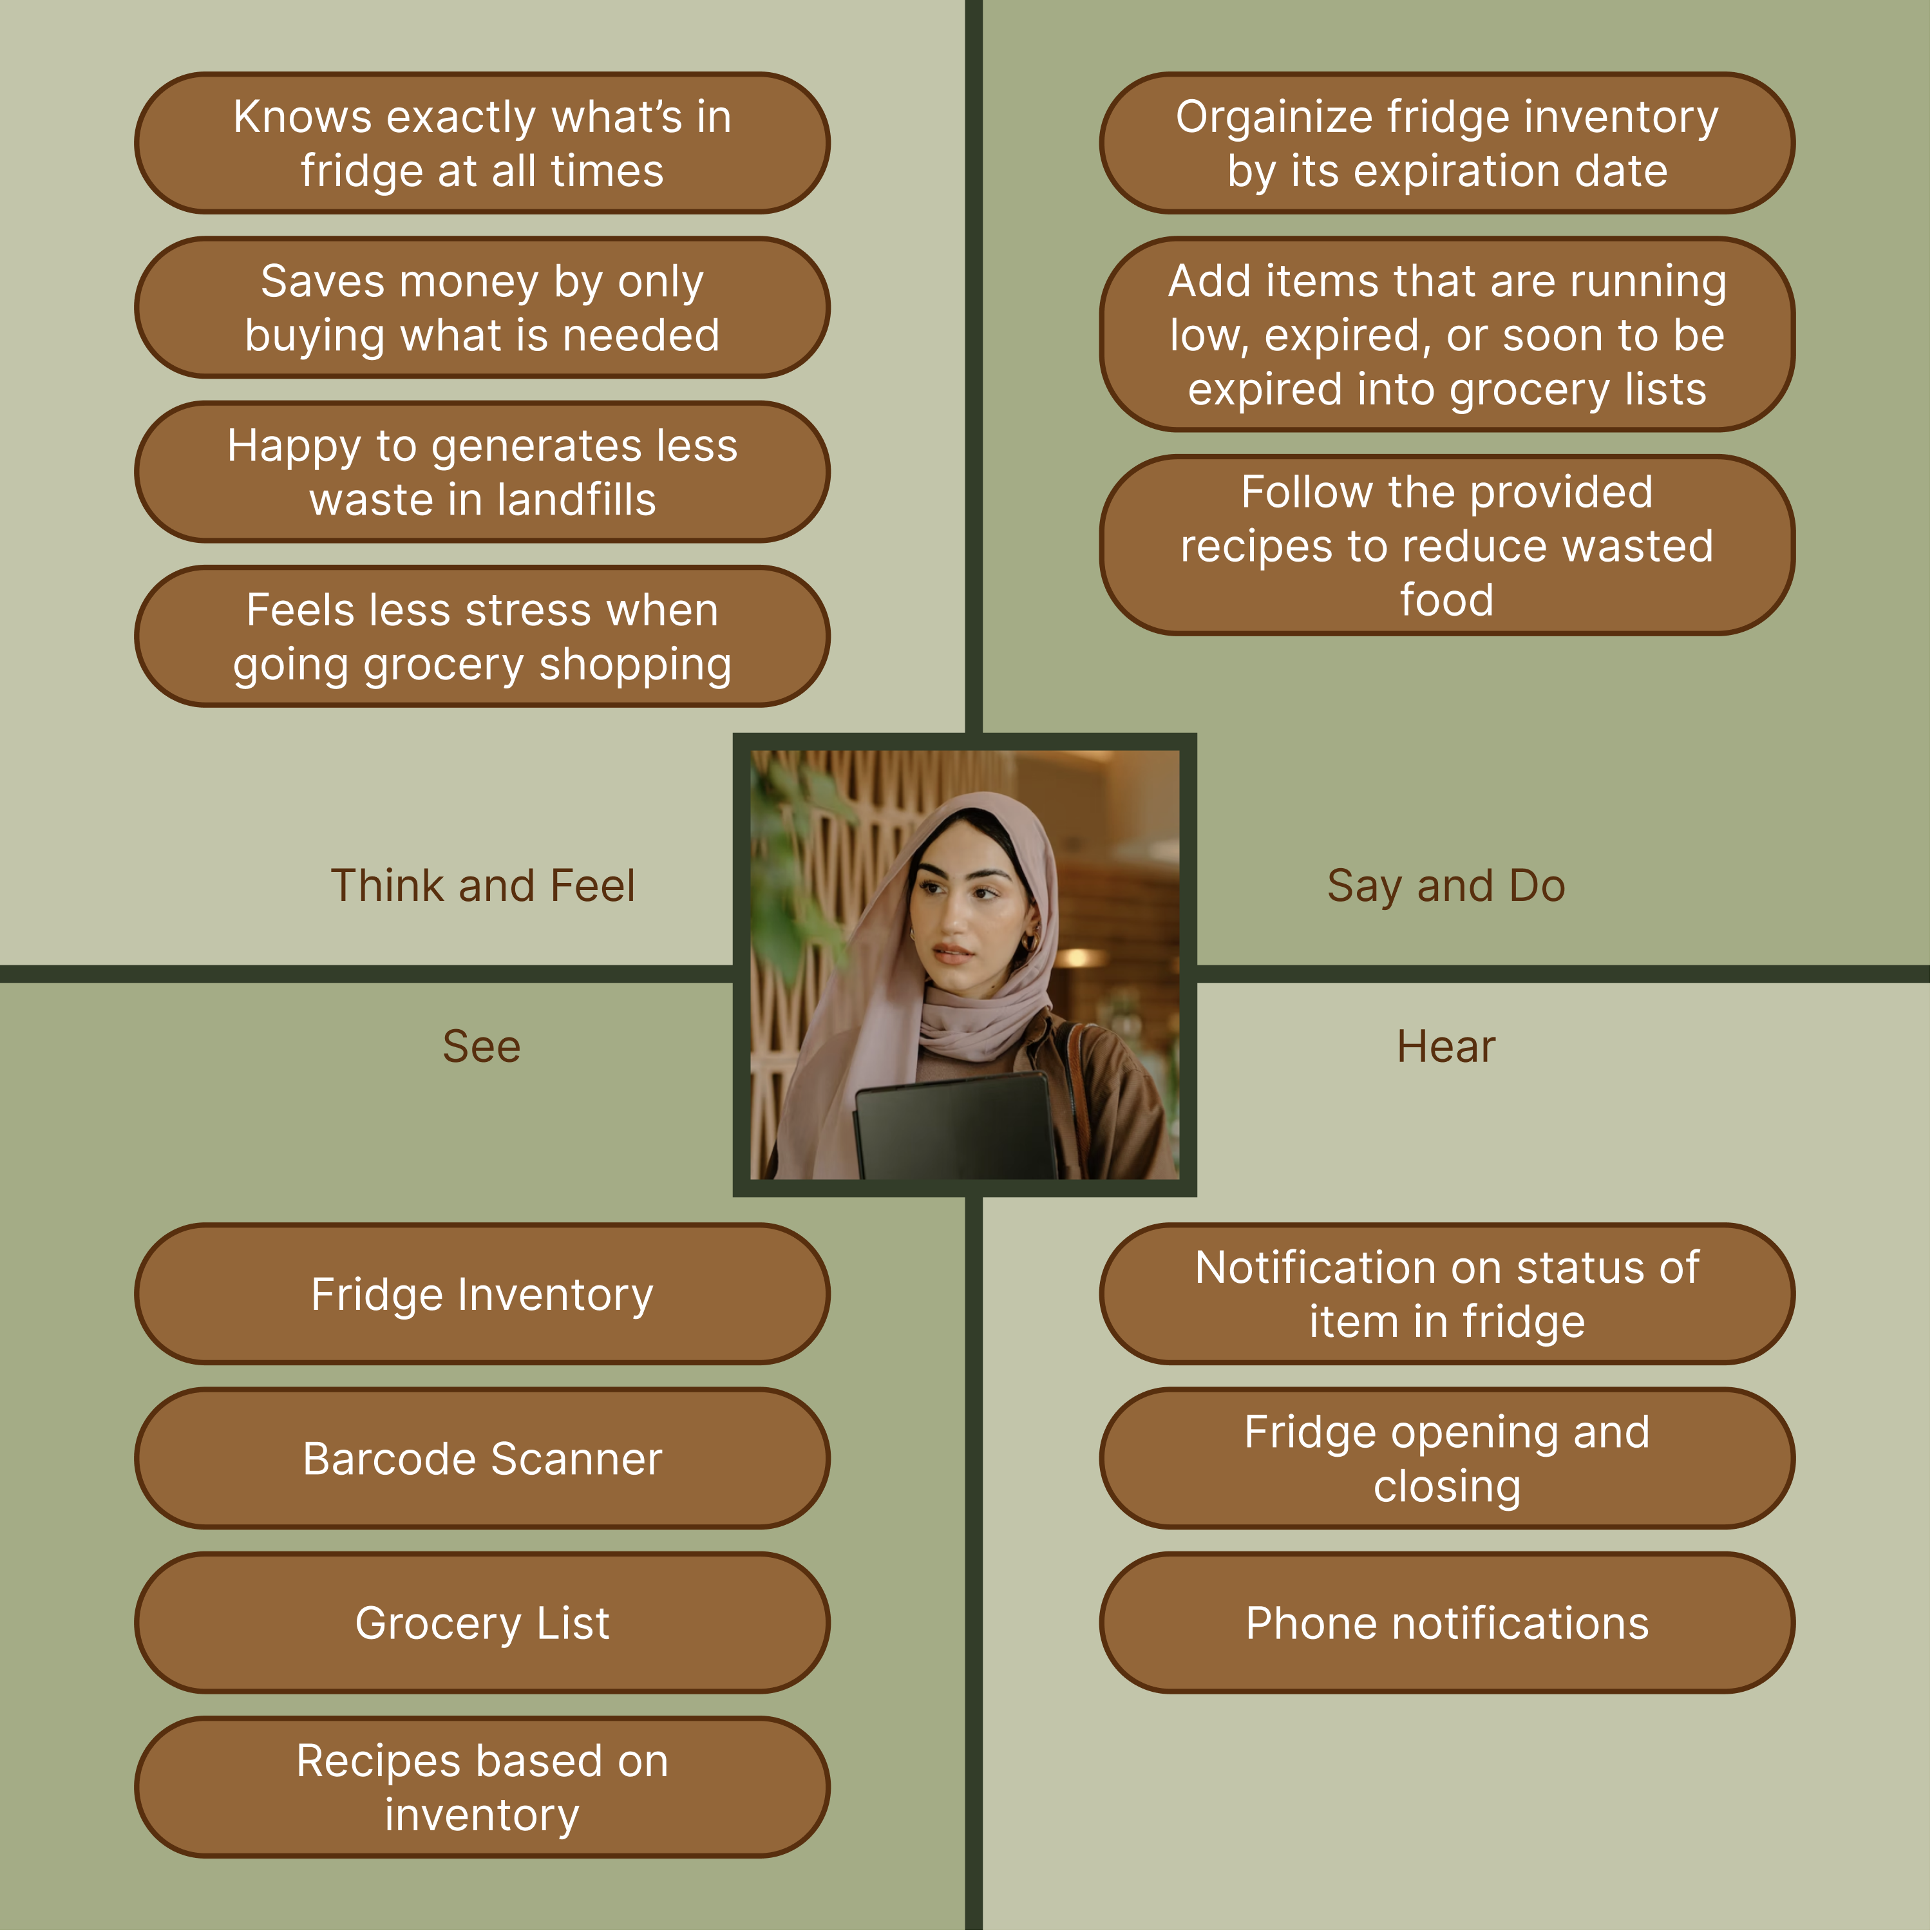 Knows exactly what’s in
fridge at all times
Saves money by only
buying what is needed
Happy to generates less
waste in landfills
Feels less stress when
going grocery shopping
Think and Feel
Orgainize fridge inventory
by its expiration date
Add items that are running
low, expired, or soon to be
expired into grocery lists
Follow the provided
recipes to reduce wasted
food
Say and Do
See
Fridge Inventory
Barcode Scanner
Grocery List
Recipes based on
inventory
Hear
Notification on status of
item in fridge
Fridge opening and
closing
Phone notifications